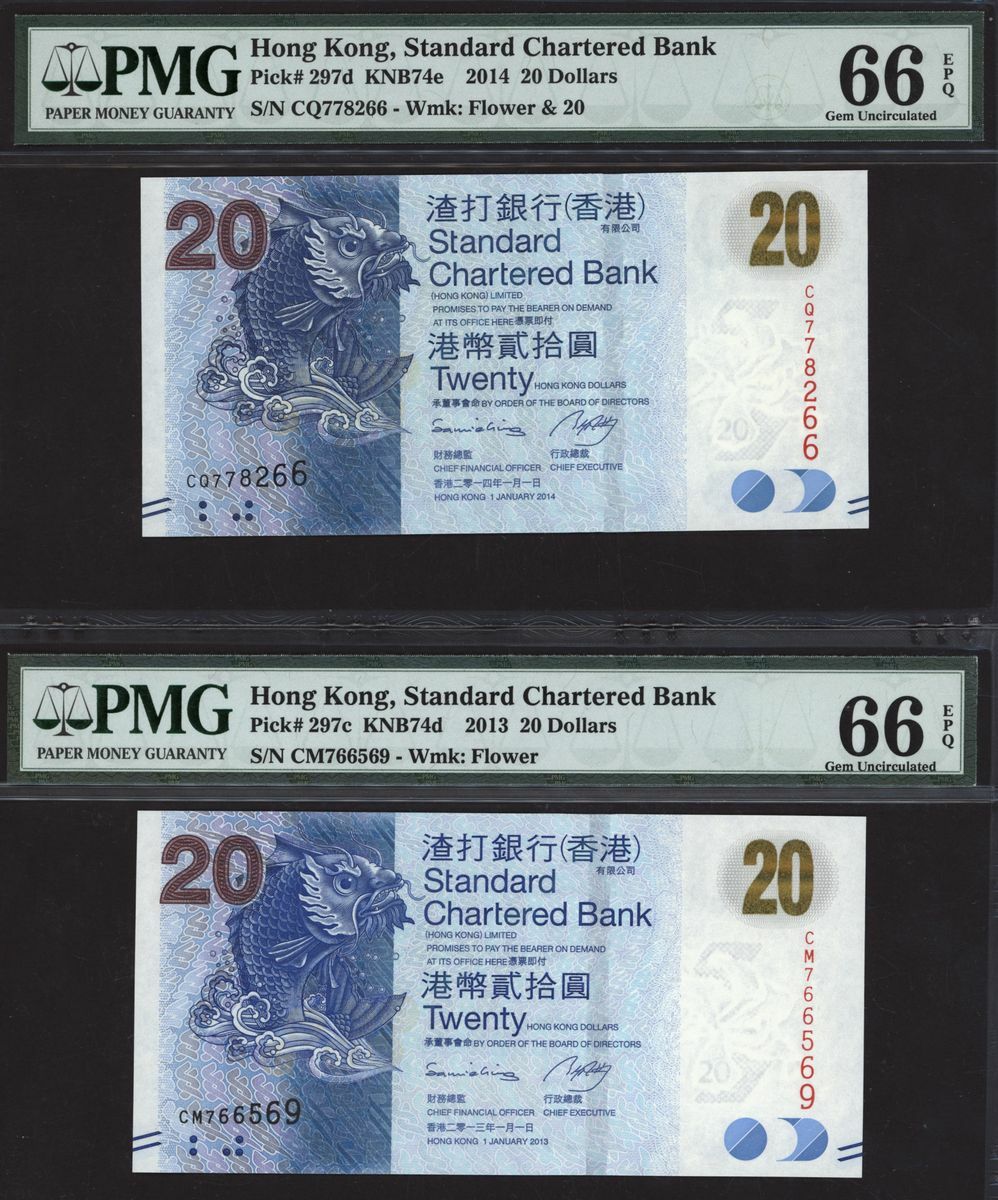 PMG
PAPER MONEY GUARANTY
Hong Kong, Standard Chartered Bank
Pick# 297d KNB74e 2014 20 Dollars
S/N CQ778266 - Wmk: Flower & 20
66 EPQ
Gem Uncirculated
20
渣打銀行(香港)
有限公司
Standard
Chartered Bank
(HONG KONG) LIMITED
PROMISES TO PAY THE BEARER ON DEMAND
AT ITS OFFICE HERE 憑票即付
港幣貳拾圓
Twenty HONG KONG DOLLARS
承董事會命 BY ORDER OF THE BOARD OF DIRECTORS
財務總監 行政總裁
CHIEF FINANCIAL OFFICER CHIEF EXECUTIVE
香港二零一四年一月一日
HONG KONG 1 JANUARY 2014
CQ778266
20
CQ778266
20
PMG
PAPER MONEY GUARANTY
Hong Kong, Standard Chartered Bank
Pick# 297c KNB74d 2013 20 Dollars
S/N CM766569 - Wmk: Flower
66 EPQ
Gem Uncirculated
20
渣打銀行(香港)
有限公司
Standard
Chartered Bank
(HONG KONG) LIMITED
PROMISES TO PAY THE BEARER ON DEMAND
AT ITS OFFICE HERE 憑票即付
港幣貳拾圓
Twenty HONG KONG DOLLARS
承董事會命 BY ORDER OF THE BOARD OF DIRECTORS
財務總監 行政總裁
CHIEF FINANCIAL OFFICER CHIEF EXECUTIVE
香港二零一三年一月一日
HONG KONG 1 JANUARY 2013
CM766569
20
CM766569
20